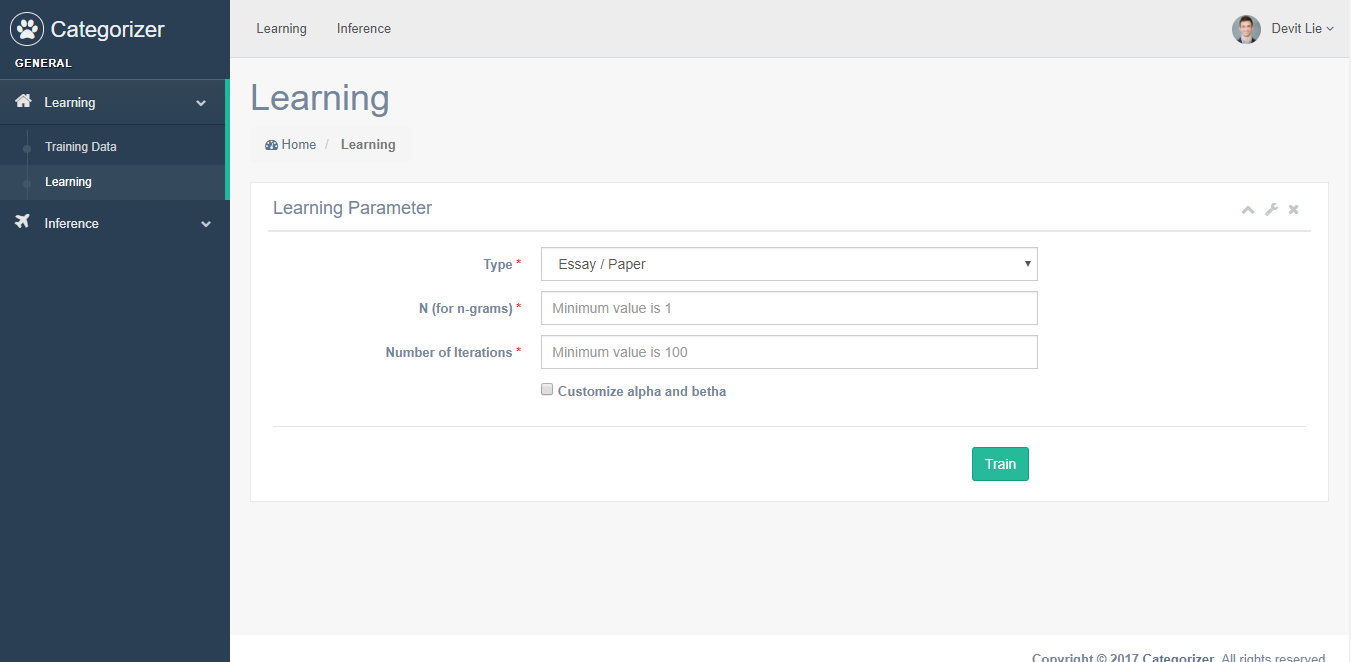 Categorizer
GENERAL
Learning
Training Data
Learning
Inference
Learning Inference Devit Lie
Learning
Home / Learning
Learning Parameter
Type * Essay / Paper
N (for n-grams) * Minimum value is 1
Number of Iterations * Minimum value is 100
Customize alpha and betha
Train
Copyright © 2017 Categorizer. All rights reserved.